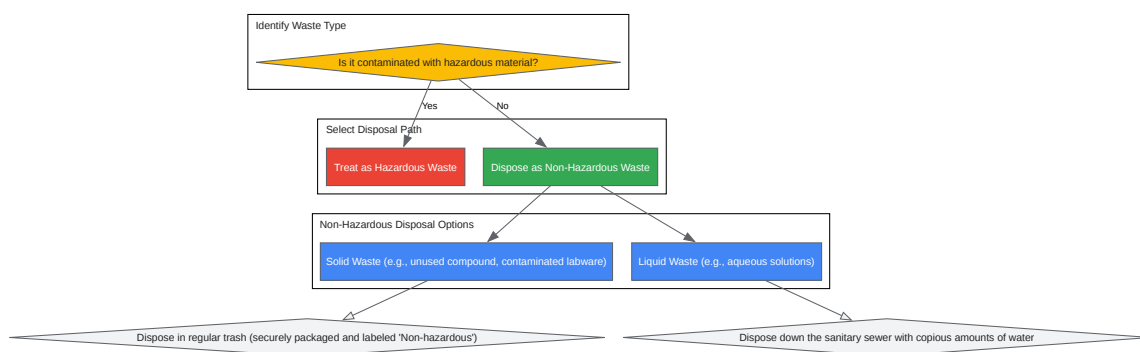 Identify Waste Type
Is it contaminated with hazardous material?
Yes
No
Select Disposal Path
Treat as Hazardous Waste
Dispose as Non-Hazardous Waste
Non-Hazardous Disposal Options
Solid Waste (e.g., unused compound, contaminated labware)
Liquid Waste (e.g., aqueous solutions)
Dispose in regular trash (securely packaged and labeled 'Non-hazardous')
Dispose down the sanitary sewer with copious amounts of water